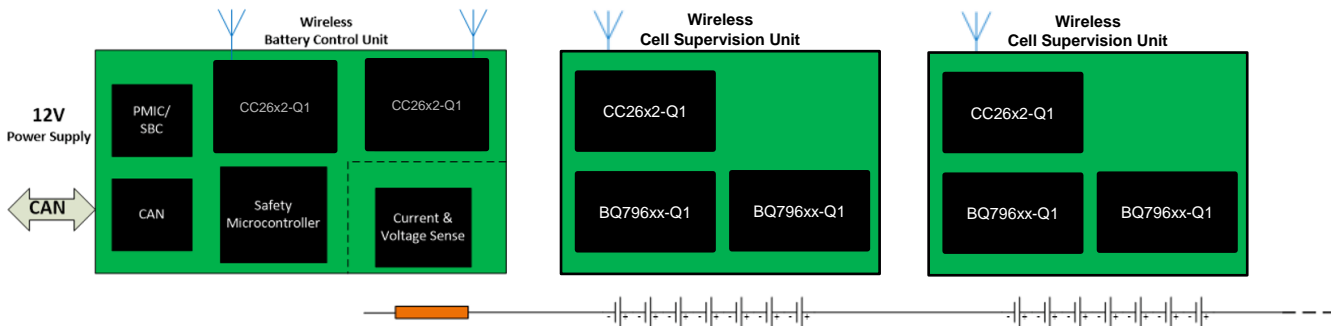 Wireless
Battery Control Unit
Wireless
Cell Supervision Unit
Wireless
Cell Supervision Unit
12V
Power Supply
PMIC/
SBC
CC26x2-Q1
CC26x2-Q1
CC26x2-Q1
CC26x2-Q1
CAN
CAN
Safety
Microcontroller
Current &
Voltage Sense
BQ796xx-Q1
BQ796xx-Q1
BQ796xx-Q1
BQ796xx-Q1
- + - + - + - + - + - + - +
- + - + - + - + - + - + - +